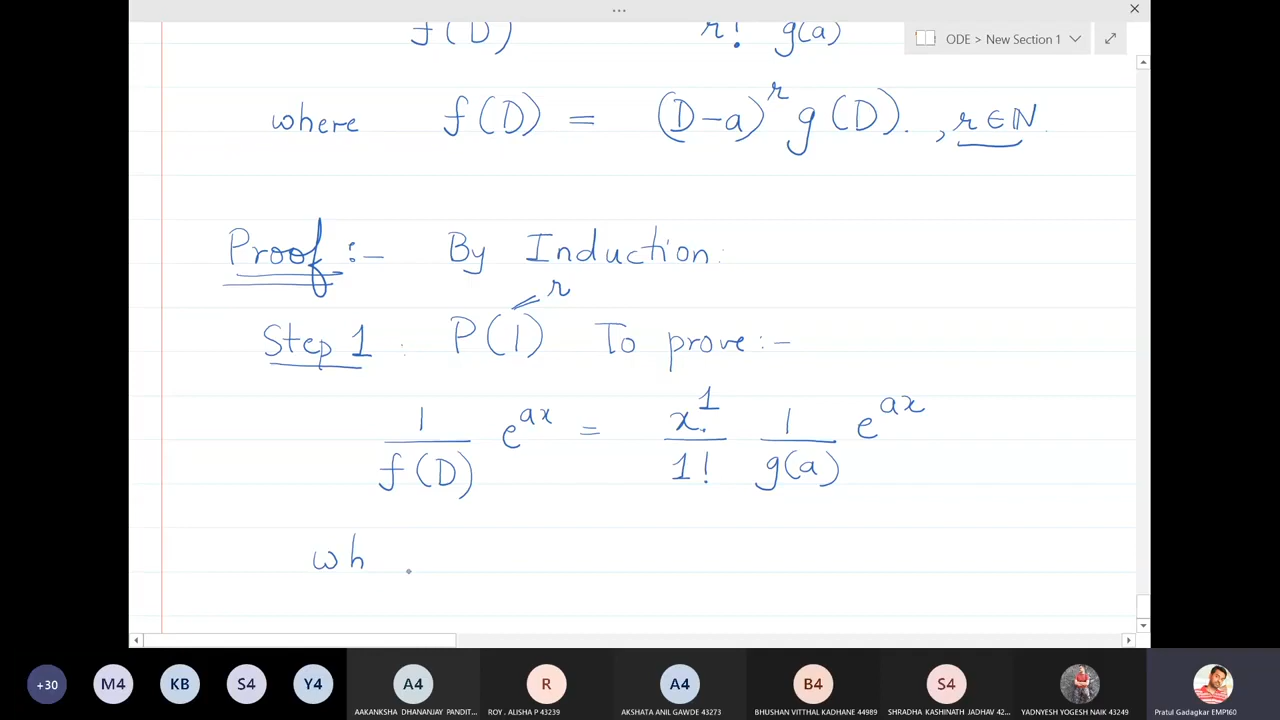 ...
ODE > New Section 1
f(D) r! g(a)
where f(D) = (D-a)^r g(D). , r ∈ ℕ.
Proof :- By Induction:
r
Step 1 : P(1) To prove :-
1/f(D) e^{ax} = x^1/1! 1/g(a) e^{ax}
wh
+30 M4 KB S4 Y4 A4 R A4 B4 S4
AAKANKSHA DHANANJAY PANDIT... ROY , ALISHA P 43239 AKSHATA ANIL GAWDE 43273 BHUSHAN VITTHAL KADHANE 44989 SHRADHA KASHINATH JADHAV 42... YADNYESH YOGESH NAIK 43249 Pratul Gadagkar EMP160